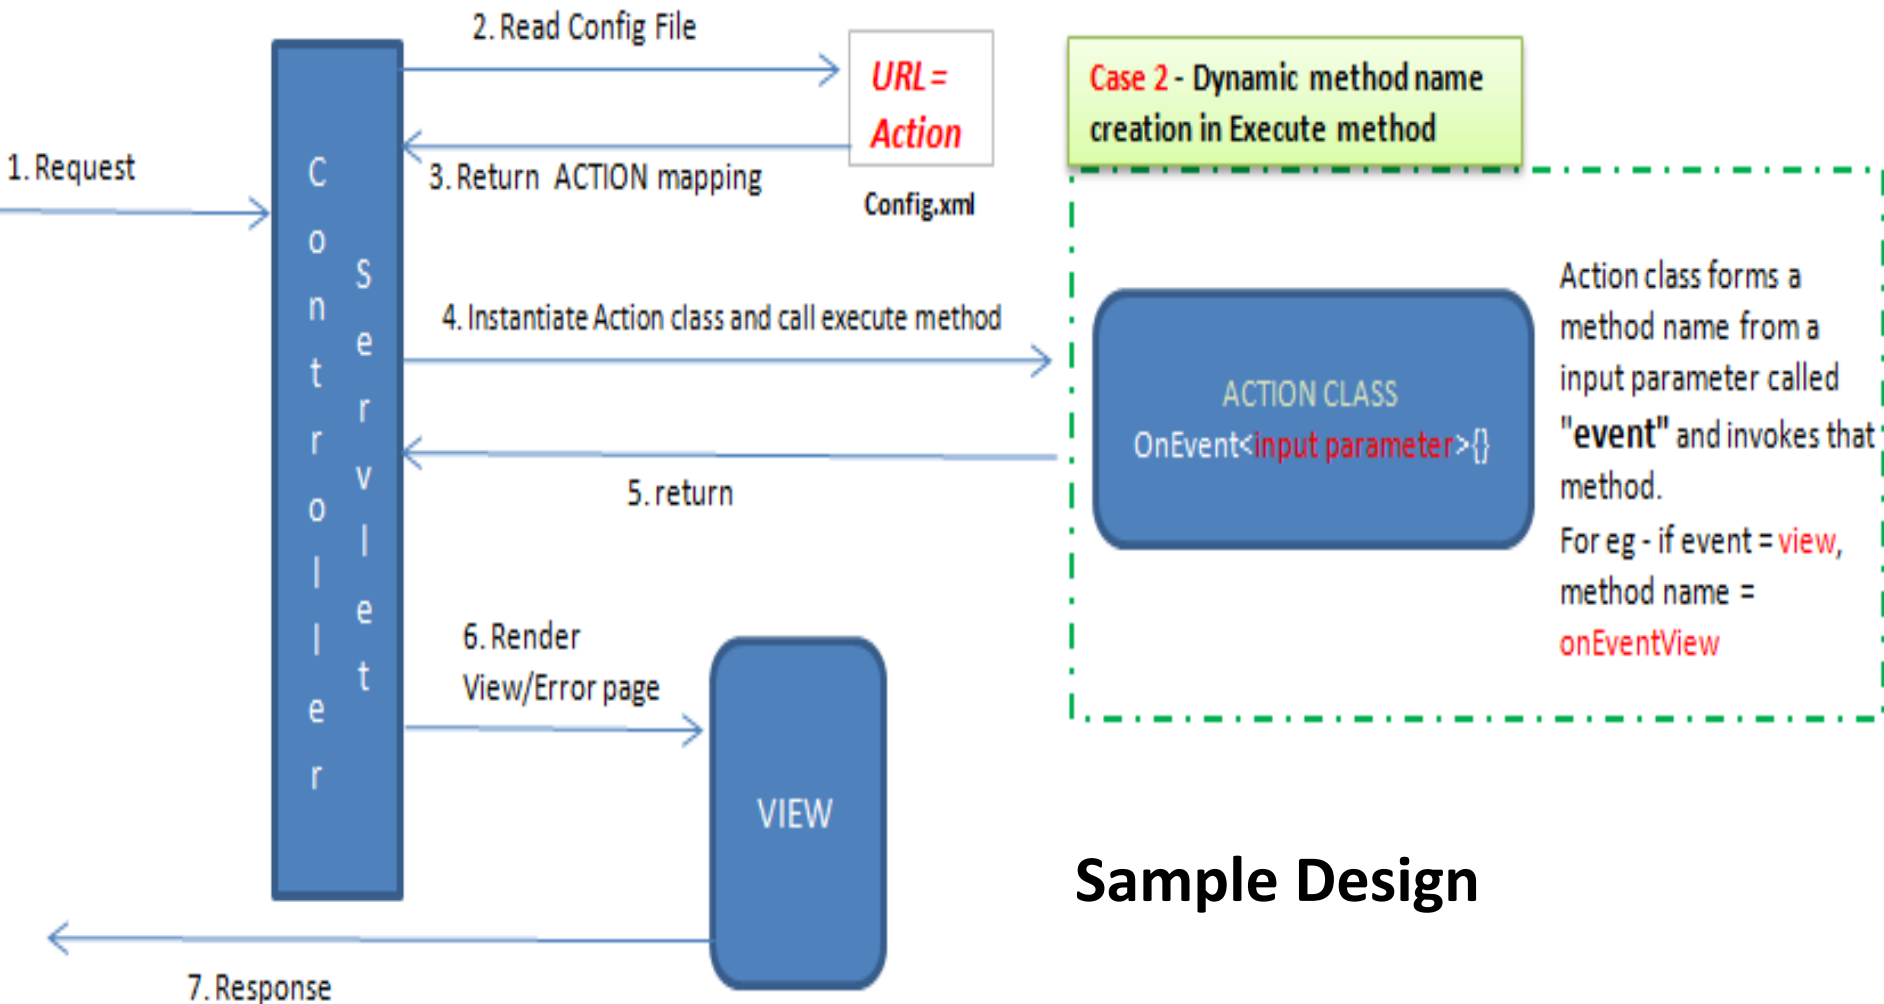 2. Read Config File
URL=
Action
Config.xml
Case 2 - Dynamic method name
creation in Execute method
1. Request
3. Return ACTION mapping
Controller
Servlet
4. Instantiate Action class and call execute method
ACTION CLASS
OnEvent<input parameter>{}
Action class forms a
method name from a
input parameter called
"event" and invokes that
method.
For eg - if event = view,
method name =
onEventView
5. return
6. Render
View/Error page
VIEW
Sample Design
7. Response